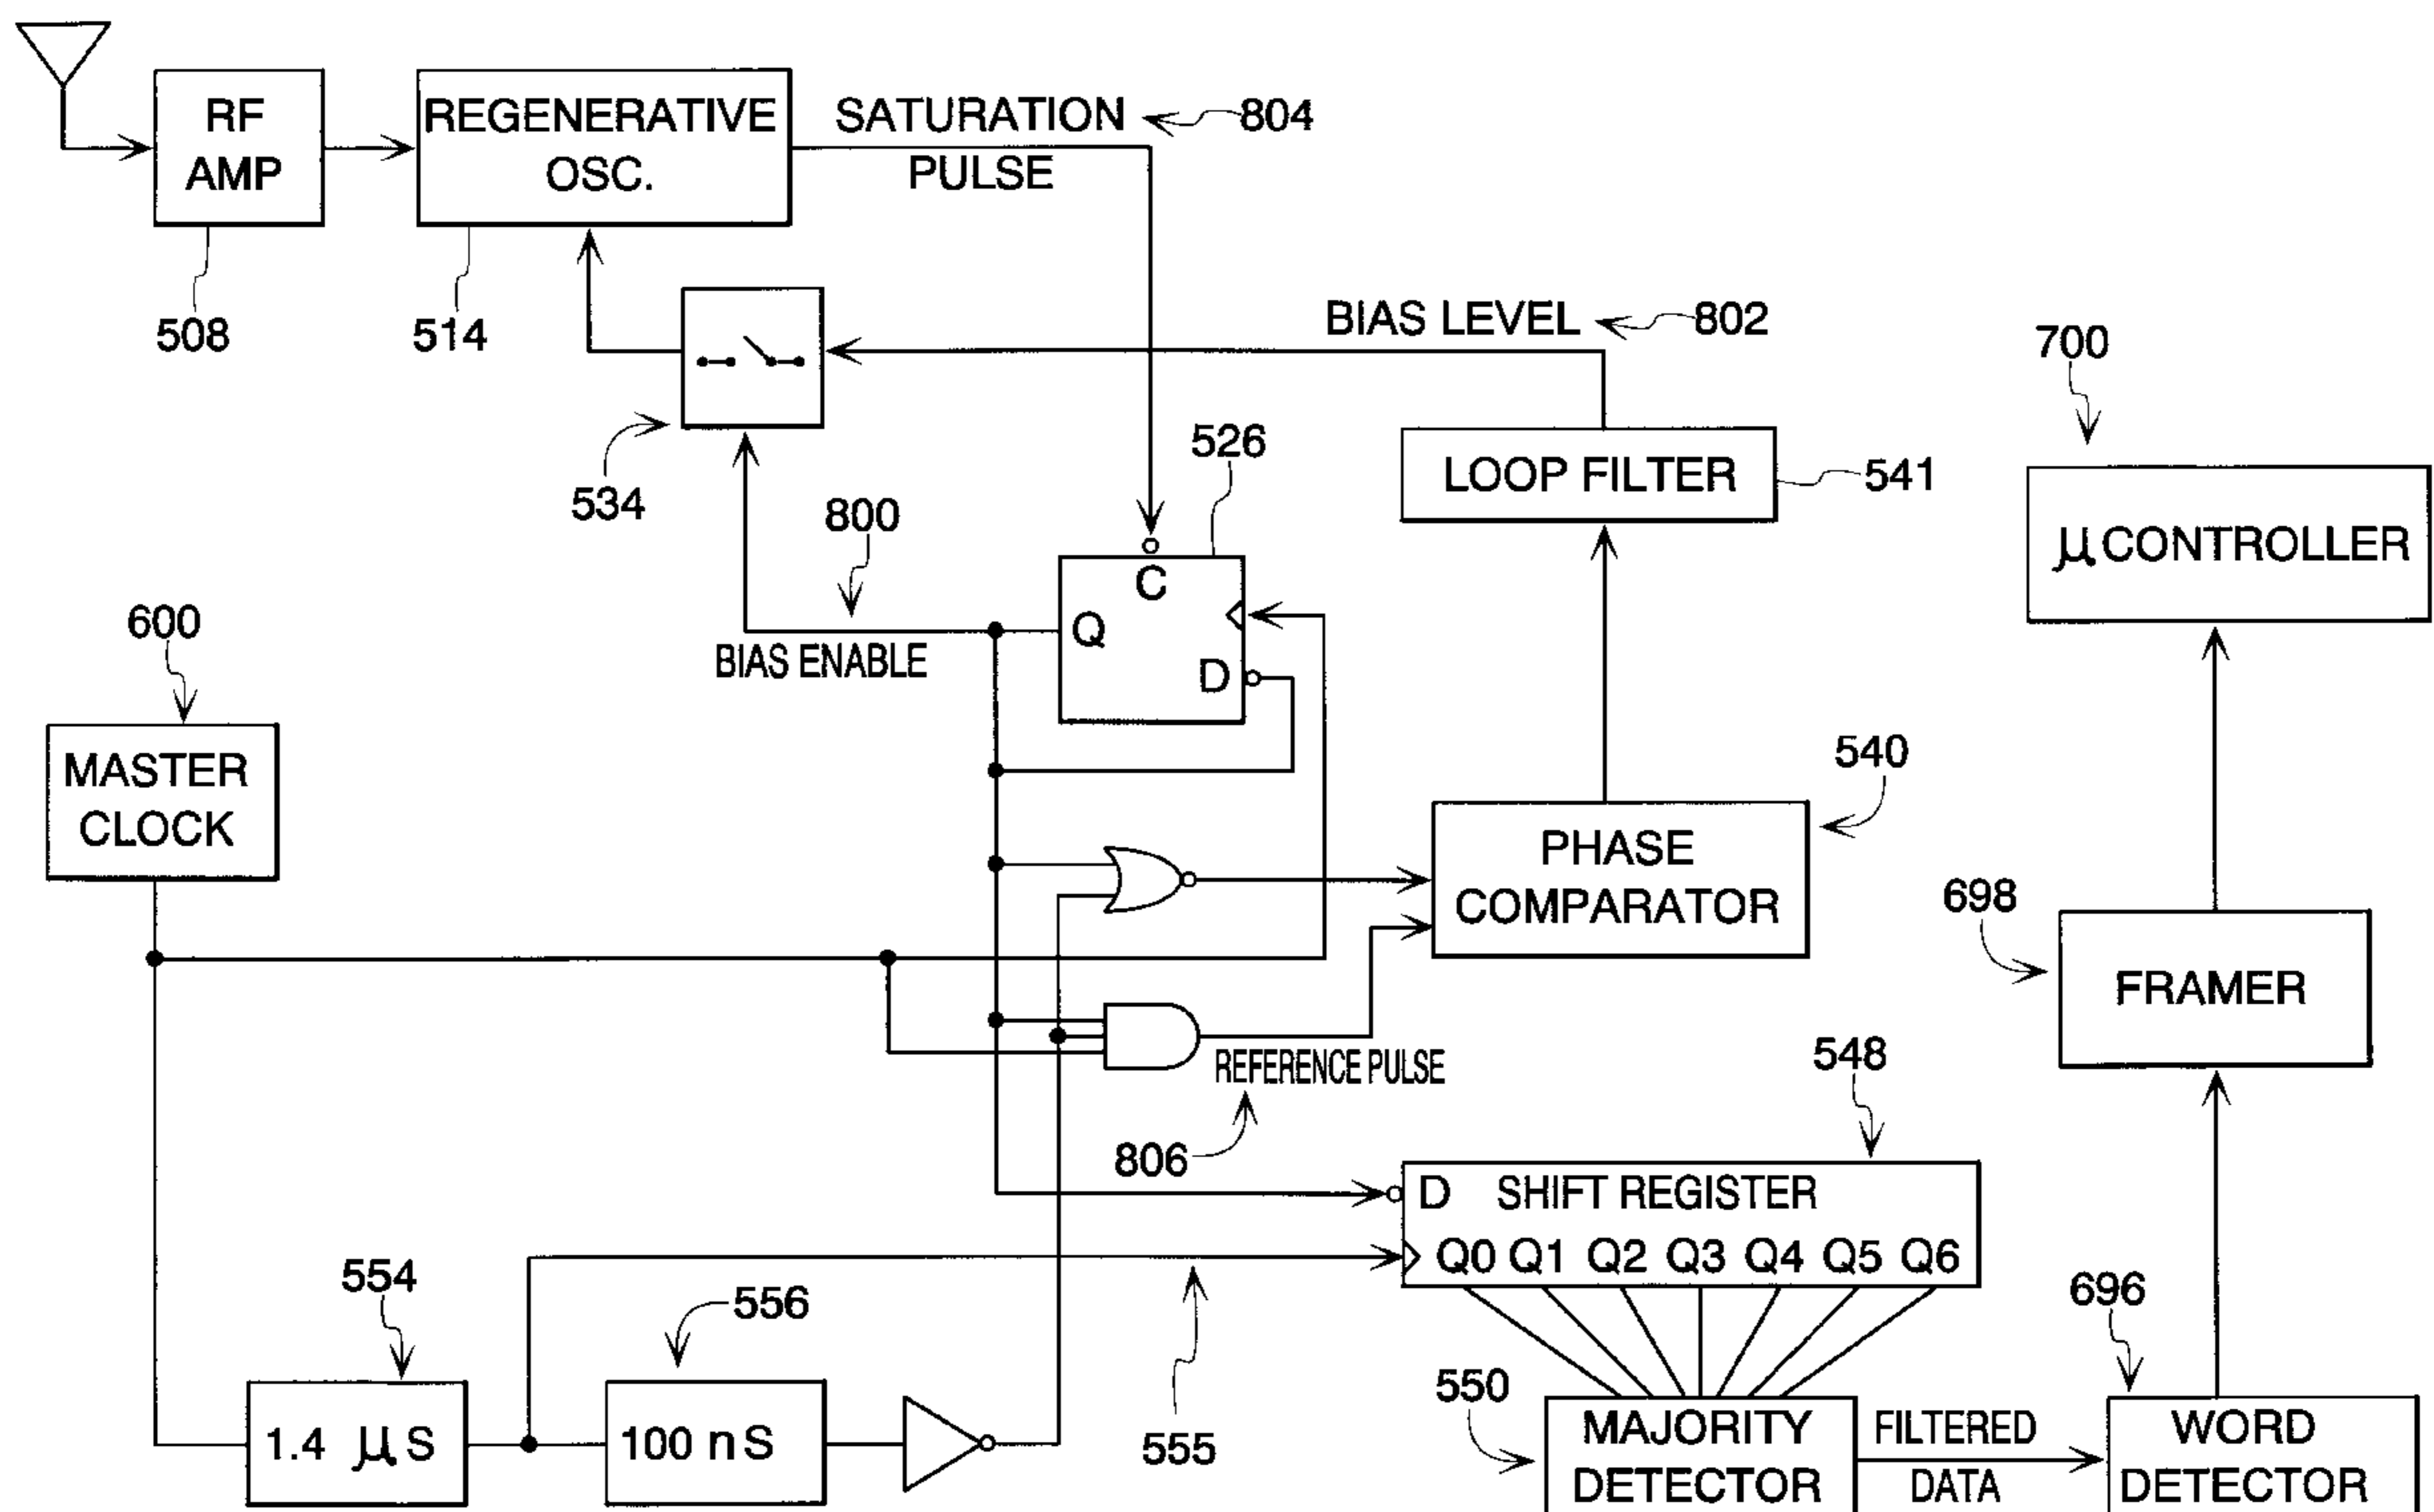 RF
AMP
REGENERATIVE
OSC.
SATURATION
PULSE
804
508
514
BIAS LEVEL
802
700
534
526
LOOP FILTER
541
800
µ CONTROLLER
C
Q
D
BIAS ENABLE
600
MASTER
CLOCK
540
PHASE
COMPARATOR
698
FRAMER
REFERENCE PULSE
806
548
D SHIFT REGISTER
Q0 Q1 Q2 Q3 Q4 Q5 Q6
554
556
555
696
550
1.4 µ S
100 n S
MAJORITY
DETECTOR
FILTERED
DATA
WORD
DETECTOR